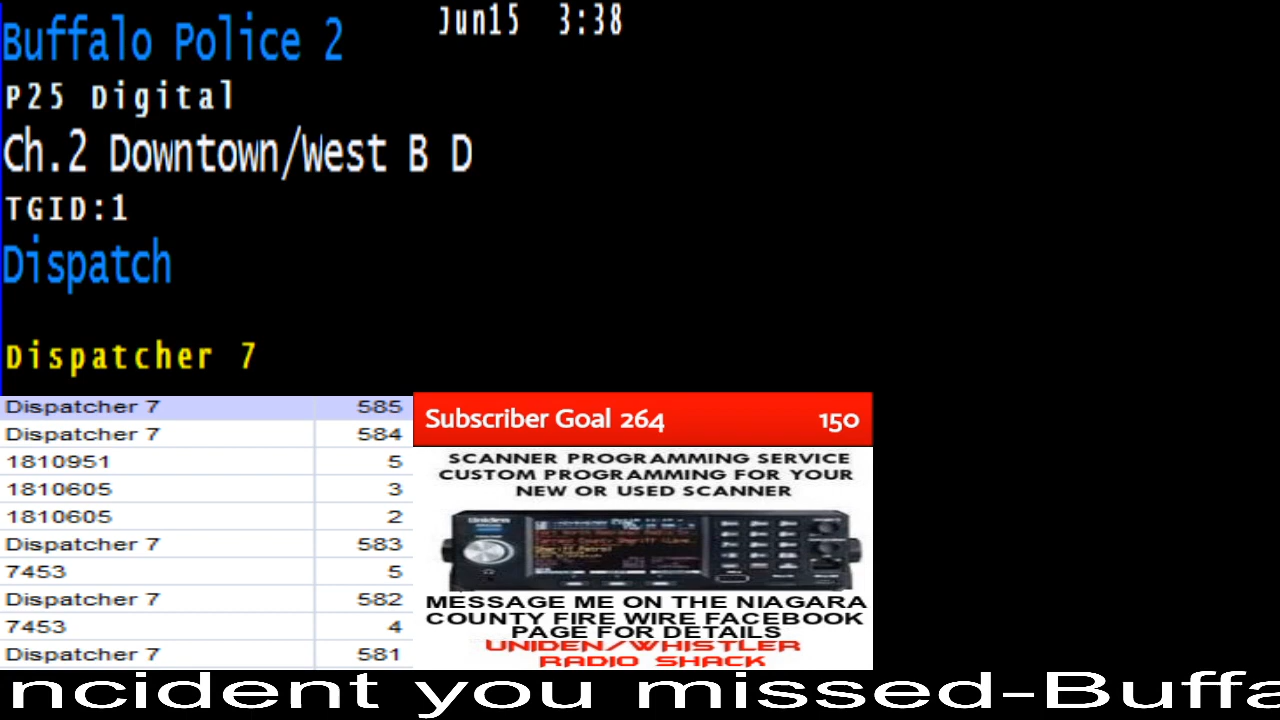 Buffalo Police 2
Jun15 3:38
P25 Digital
Ch.2 Downtown/West B D
TGID:1
Dispatch
Dispatcher 7
Dispatcher 7 585
Dispatcher 7 584
1810951 5
1810605 3
1810605 2
Dispatcher 7 583
7453 5
Dispatcher 7 582
7453 4
Dispatcher 7 581
Subscriber Goal 264 150
SCANNER PROGRAMMING SERVICE
CUSTOM PROGRAMMING FOR YOUR
NEW OR USED SCANNER
Uniden
MESSAGE ME ON THE NIAGARA
COUNTY FIRE WIRE FACEBOOK
PAGE FOR DETAILS
UNIDEN/WHISTLER
RADIO SHACK
ncident you missed-Buffa